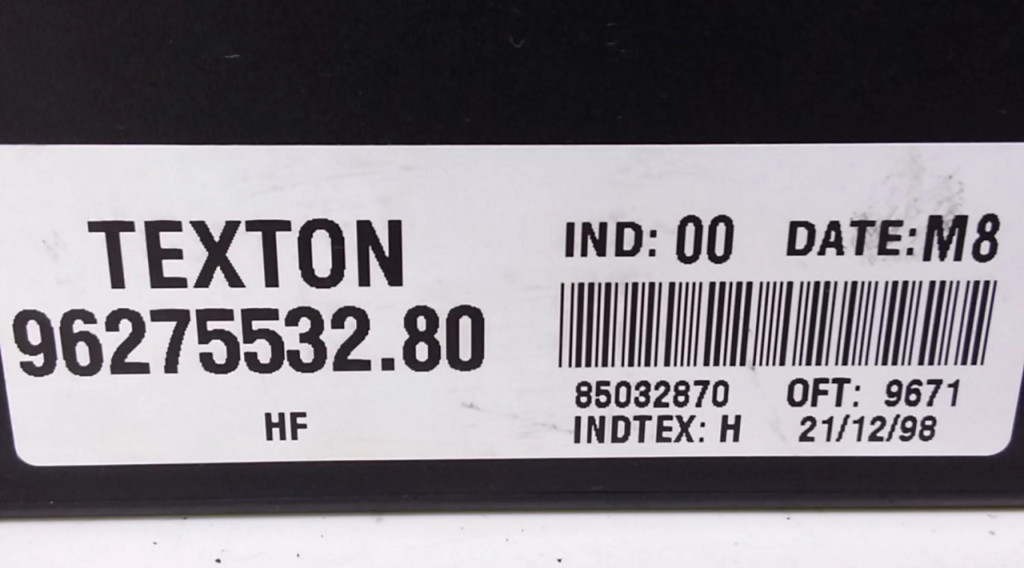 TEXTON
96275532.80
HF
IND: 00 DATE: M8
85032870 OFT: 9671
INDTEX: H 21/12/98